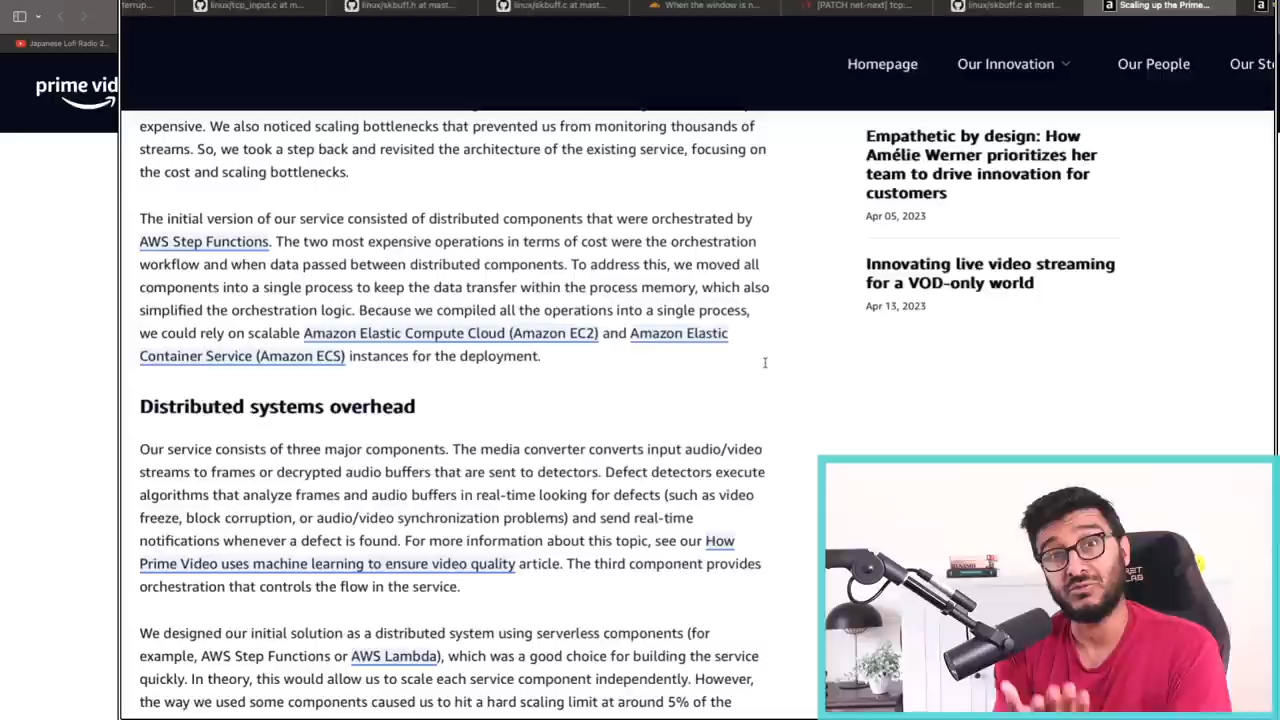 linux/tcp_input.c at m...
linux/skbuff.h at mast...
linux/skbuff.c at mast...
When the window is n...
[PATCH net-next] tcp:...
linux/skbuff.c at mast...
Scaling up the Prime...
Japanese Lofi Radio 2...
prime vid
Homepage
Our Innovation
Our People
Our St
expensive. We also noticed scaling bottlenecks that prevented us from monitoring thousands of
streams. So, we took a step back and revisited the architecture of the existing service, focusing on
the cost and scaling bottlenecks.
The initial version of our service consisted of distributed components that were orchestrated by
AWS Step Functions. The two most expensive operations in terms of cost were the orchestration
workflow and when data passed between distributed components. To address this, we moved all
components into a single process to keep the data transfer within the process memory, which also
simplified the orchestration logic. Because we compiled all the operations into a single process,
we could rely on scalable Amazon Elastic Compute Cloud (Amazon EC2) and Amazon Elastic
Container Service (Amazon ECS) instances for the deployment.
Distributed systems overhead
Our service consists of three major components. The media converter converts input audio/video
streams to frames or decrypted audio buffers that are sent to detectors. Defect detectors execute
algorithms that analyze frames and audio buffers in real-time looking for defects (such as video
freeze, block corruption, or audio/video synchronization problems) and send real-time
notifications whenever a defect is found. For more information about this topic, see our How
Prime Video uses machine learning to ensure video quality article. The third component provides
orchestration that controls the flow in the service.
We designed our initial solution as a distributed system using serverless components (for
example, AWS Step Functions or AWS Lambda), which was a good choice for building the service
quickly. In theory, this would allow us to scale each service component independently. However,
the way we used some components caused us to hit a hard scaling limit at around 5% of the
Empathetic by design: How
Amélie Werner prioritizes her
team to drive innovation for
customers
Apr 05, 2023
Innovating live video streaming
for a VOD-only world
Apr 13, 2023